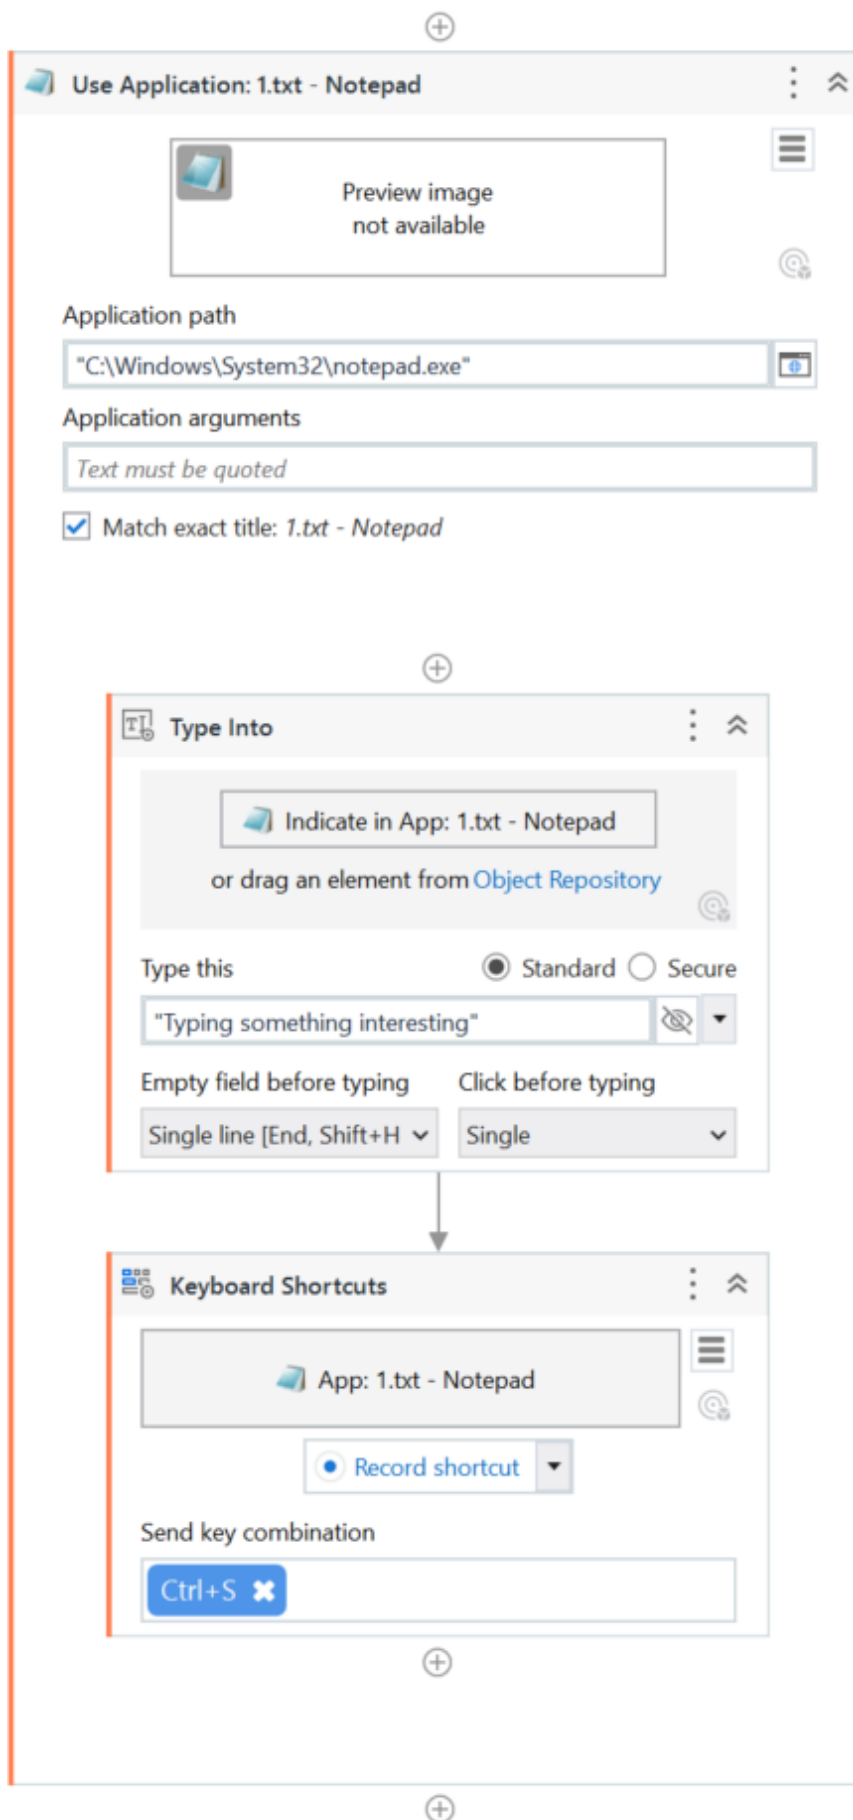 Use Application: 1.txt - Notepad
Preview image
not available
Application path
"C:\Windows\System32\notepad.exe"
Application arguments
Text must be quoted
Match exact title: 1.txt - Notepad
Type Into
Indicate in App: 1.txt - Notepad
or drag an element from Object Repository
Type this Standard Secure
"Typing something interesting"
Empty field before typing Click before typing
Single line [End, Shift+H Single
Keyboard Shortcuts
App: 1.txt - Notepad
Record shortcut
Send key combination
Ctrl+S